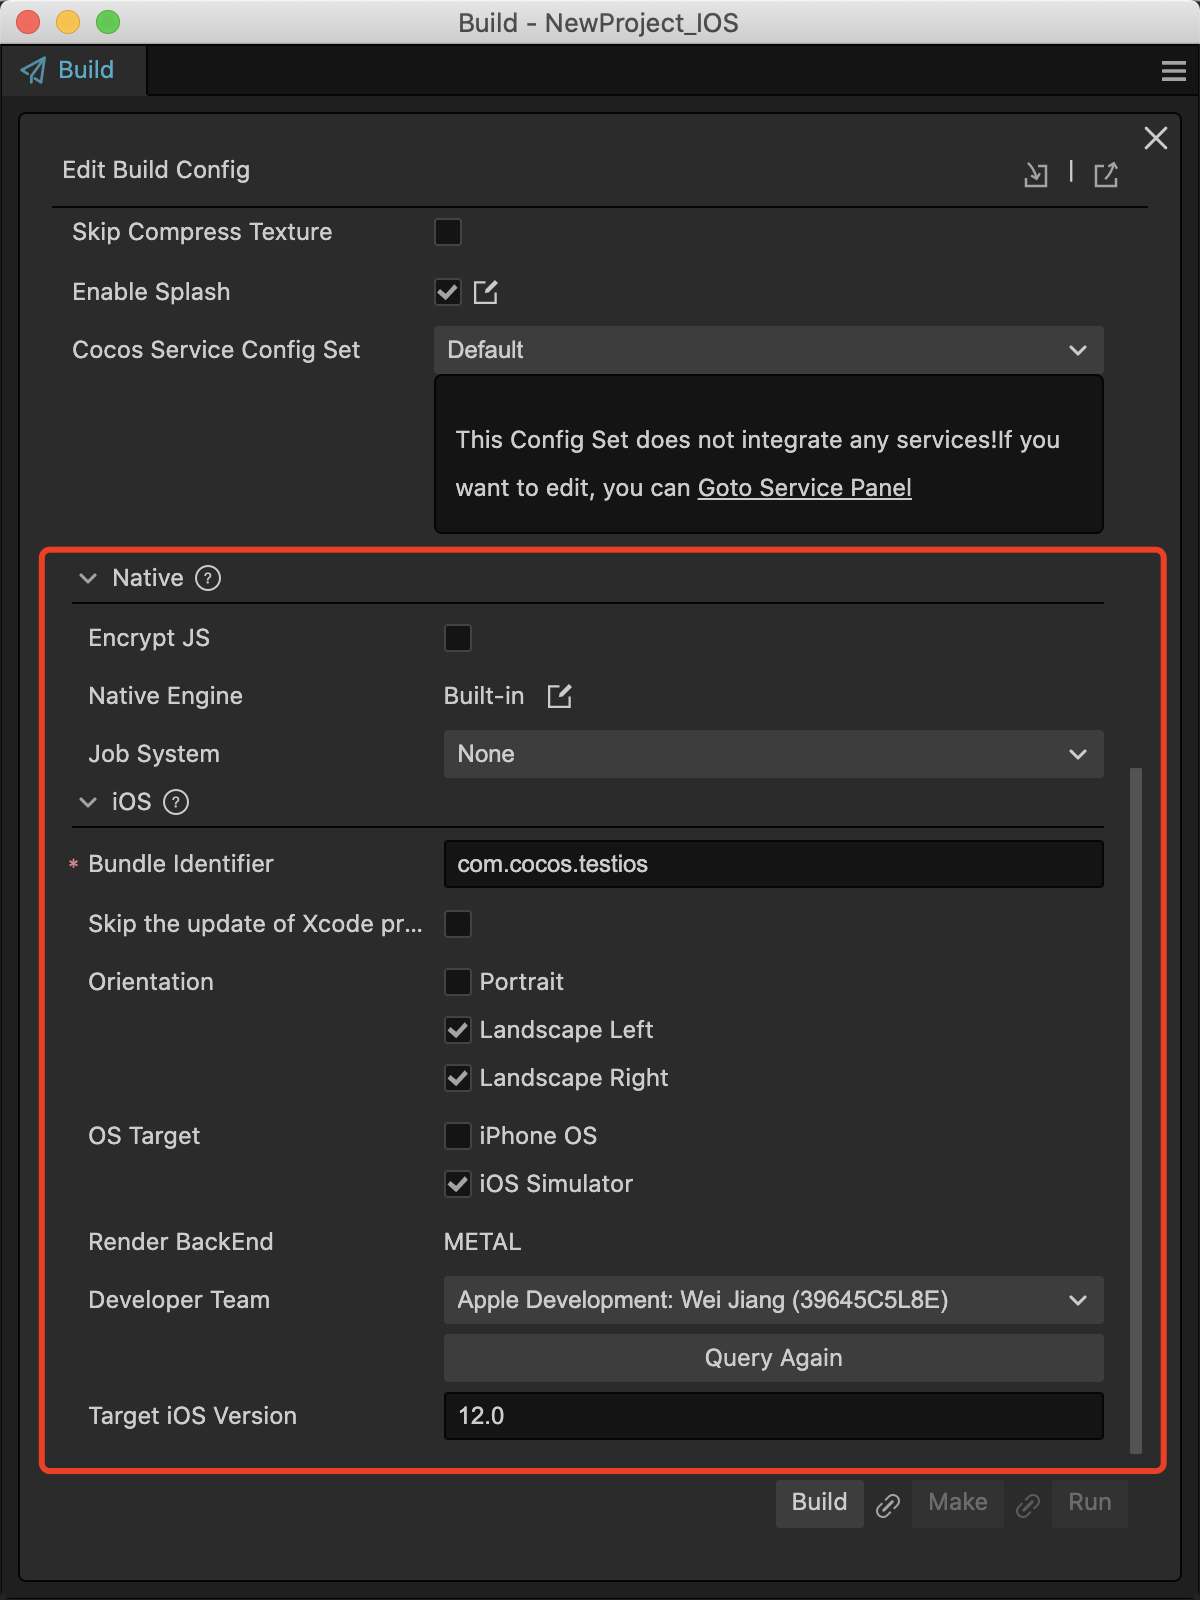 Build - NewProject_IOS
Build
Edit Build Config
Skip Compress Texture
Enable Splash
Cocos Service Config Set Default
This Config Set does not integrate any services!If you
want to edit, you can Goto Service Panel
Native ?
Encrypt JS
Native Engine Built-in
Job System None
iOS ?
* Bundle Identifier com.cocos.testios
Skip the update of Xcode pr...
Orientation Portrait
Landscape Left
Landscape Right
OS Target iPhone OS
iOS Simulator
Render BackEnd METAL
Developer Team Apple Development: Wei Jiang (39645C5L8E)
Query Again
Target iOS Version 12.0
Build Make Run